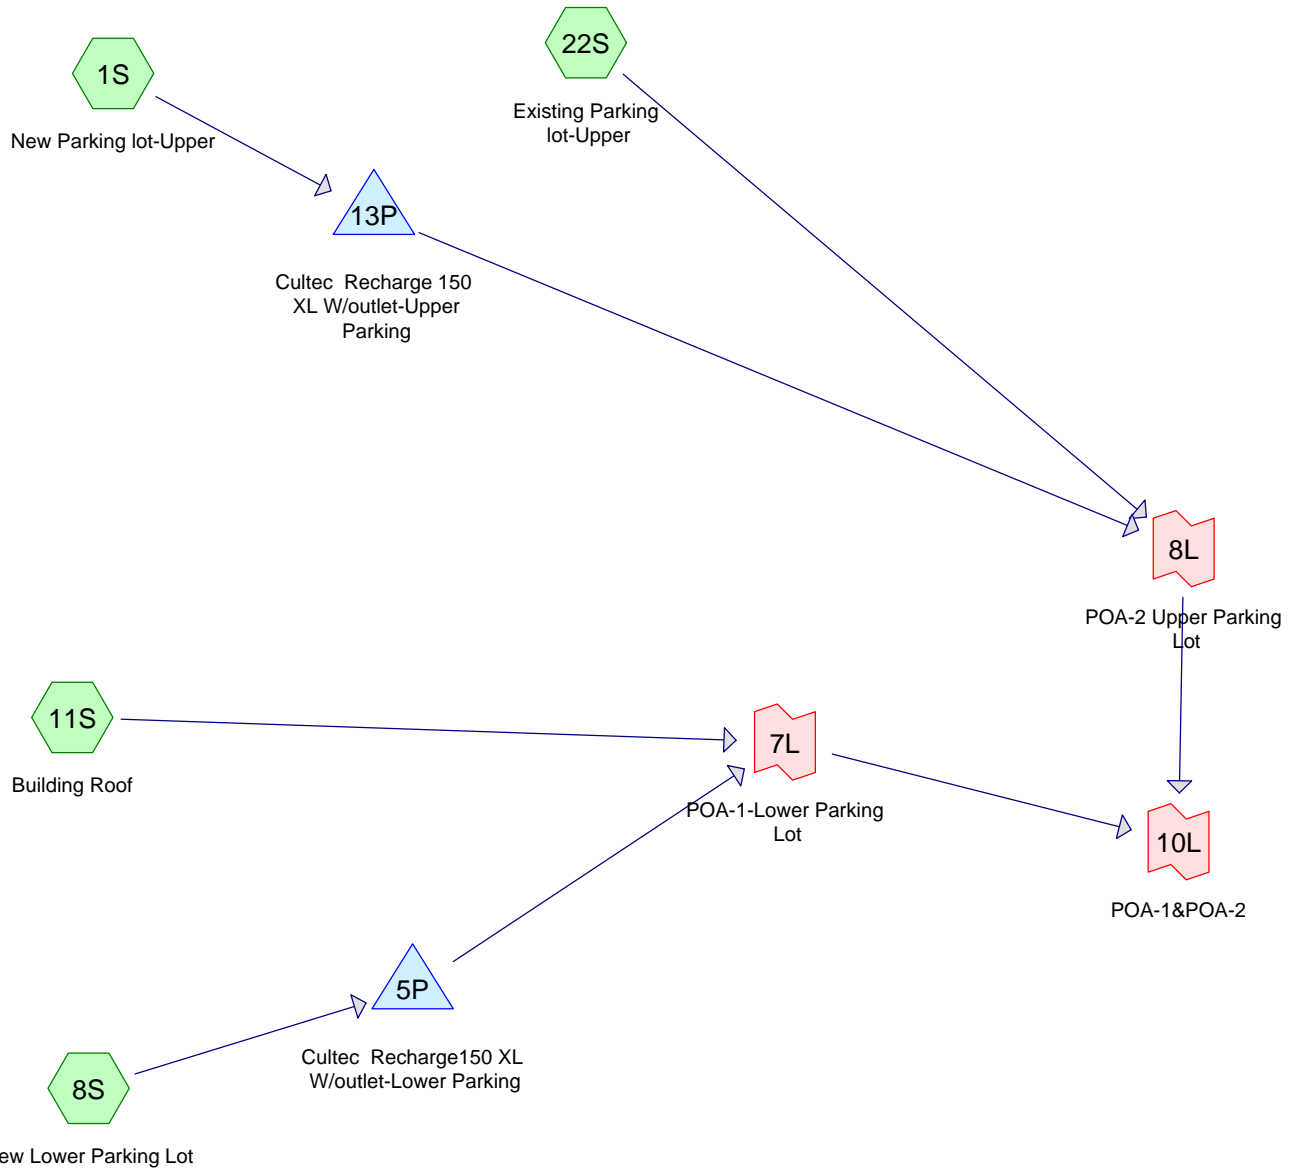 1S
New Parking lot-Upper
22S
Existing Parking
lot-Upper
13P
Cultec Recharge 150
XL W/outlet-Upper
Parking
8L
POA-2 Upper Parking
Lot
11S
Building Roof
7L
POA-1-Lower Parking
Lot
10L
POA-1&POA-2
5P
Cultec Recharge150 XL
W/outlet-Lower Parking
8S
ew Lower Parking Lot